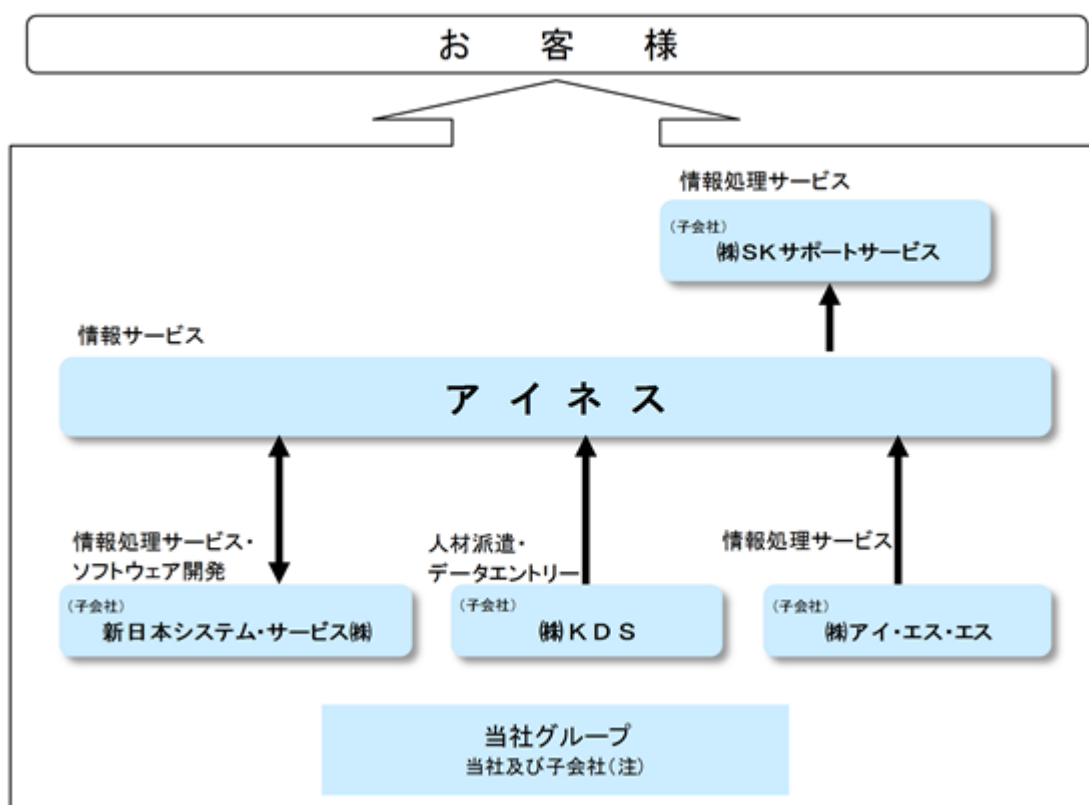 お 客 様
情報処理サービス
(子会社)
㈱SKサポートサービス
情報サービス
ア イ ネ ス
情報処理サービス・
ソフトウェア開発
(子会社)
新日本システム・サービス㈱
人材派遣・
データエントリー
(子会社)
㈱KDS
情報処理サービス
(子会社)
㈱アイ・エス・エス
当社グループ
当社及び子会社(注)